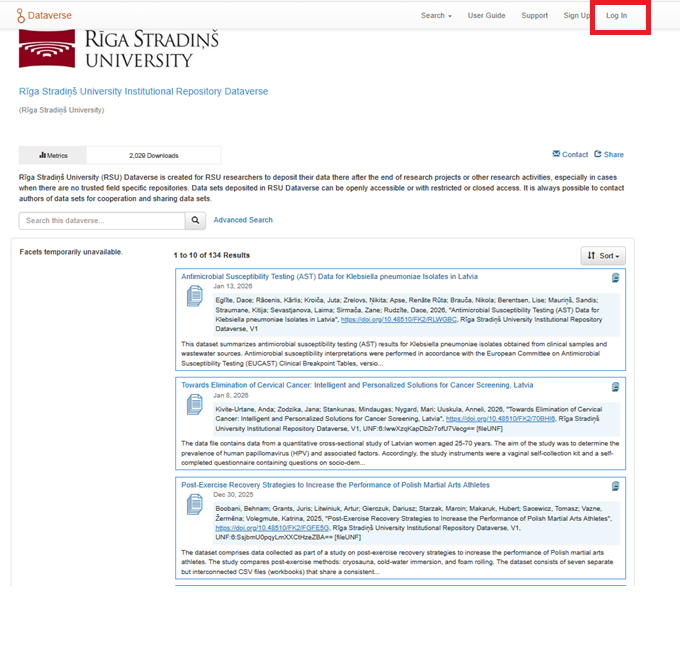 Dataverse
Search
User Guide
Support
Sign Up
Log In
RĪGA STRADIŅŠ
UNIVERSITY
Rīga Stradiņš University Institutional Repository Dataverse
(Rīga Stradiņš University)
Metrics
2,029 Downloads
Contact
Share
Rīga Stradiņš University (RSU) Dataverse is created for RSU researchers to deposit their data there after the end of research projects or other research activities, especially in cases
when there are no trusted field specific repositories. Data sets deposited in RSU Dataverse can be openly accessible or with restricted or closed access. It is always possible to contact
authors of data sets for cooperation and sharing data sets.
Search this dataverse...
Advanced Search
Facets temporarily unavailable.
1 to 10 of 134 Results
Sort
Antimicrobial Susceptibility Testing (AST) Data for Klebsiella pneumoniae Isolates in Latvia
Jan 13, 2026
Eglīte, Dace; Rācenis, Kārlis; Kroiča, Juta; Zrelovs, Ņikita; Apse, Renāte Rūta; Brauča, Nikola; Berentsen, Lise; Mauriņš, Sandis;
Straumane, Kitija; Sevastjanova, Laima; Sirmača, Zane; Rudzīte, Dace, 2026, "Antimicrobial Susceptibility Testing (AST) Data for
Klebsiella pneumoniae Isolates in Latvia", https://doi.org/10.48510/FK2/RLWGBC, Rīga Stradiņš University Institutional Repository
Dataverse, V1
This dataset summarizes antimicrobial susceptibility testing (AST) results for Klebsiella pneumoniae isolates obtained from clinical samples and
wastewater sources. Antimicrobial susceptibility interpretations were performed in accordance with the European Committee on Antimicrobial
Susceptibility Testing (EUCAST) Clinical Breakpoint Tables, versio...
Towards Elimination of Cervical Cancer: Intelligent and Personalized Solutions for Cancer Screening, Latvia
Jan 8, 2026
Kivite-Urtane, Anda; Zodzika, Jana; Stankunas, Mindaugas; Nygard, Mari; Uuskula, Anneli, 2026, "Towards Elimination of Cervical
Cancer: Intelligent and Personalized Solutions for Cancer Screening, Latvia", https://doi.org/10.48510/FK2/70BHI6, Rīga Stradiņš
University Institutional Repository Dataverse, V1, UNF:6:IwwXzqKapDb2r7ofU7Vecg== [fileUNF]
The data file contains data from a quantitative cross-sectional study of Latvian women aged 25-70 years. The aim of the study was to determine the
prevalence of human papillomavirus (HPV) and associated factors. Accordingly, the study instruments were a vaginal self-collection kit and a self-
completed questionnaire containing questions on socio-dem...
Post-Exercise Recovery Strategies to Increase the Performance of Polish Martial Arts Athletes
Dec 30, 2025
Boobani, Behnam; Grants, Juris; Litwiniuk, Artur; Gierczuk, Dariusz; Starzak, Marcin; Makaruk, Hubert; Sacewicz, Tomasz; Vazne,
Žermēna; Volegmute, Katrina, 2025, "Post-Exercise Recovery Strategies to Increase the Performance of Polish Martial Arts Athletes",
https://doi.org/10.48510/FK2/FGFE5G, Rīga Stradiņš University Institutional Repository Dataverse, V1,
UNF:6:SsjbmU0pqyLmXXCtHzeZBA== [fileUNF]
The dataset comprises data collected as part of a study on post-exercise recovery strategies to increase the performance of Polish martial arts
athletes. The study compares post-exercise methods: cryosauna, cold-water immersion, and foam rolling. The dataset consists of seven separate
but interconnected CSV files (workbooks) that share a consistent...